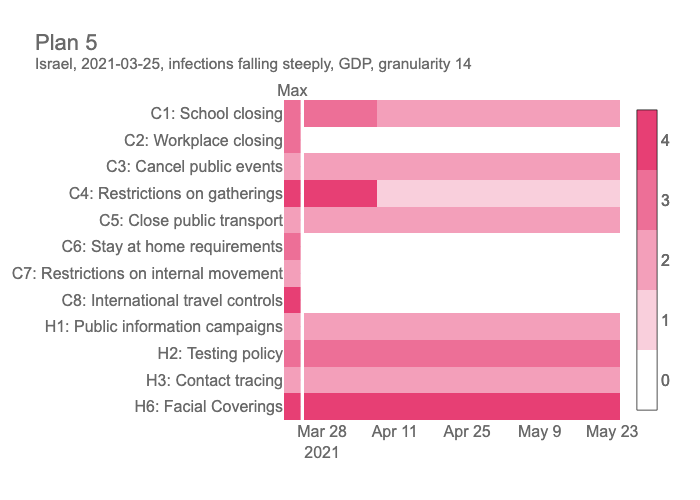 Plan 5
Israel, 2021-03-25, infections falling steeply, GDP, granularity 14
Max
C1: School closing
C2: Workplace closing
C3: Cancel public events
C4: Restrictions on gatherings
C5: Close public transport
C6: Stay at home requirements
C7: Restrictions on internal movement
C8: International travel controls
H1: Public information campaigns
H2: Testing policy
H3: Contact tracing
H6: Facial Coverings
Mar 28 Apr 11 Apr 25 May 9 May 23
2021
4
3
2
1
0